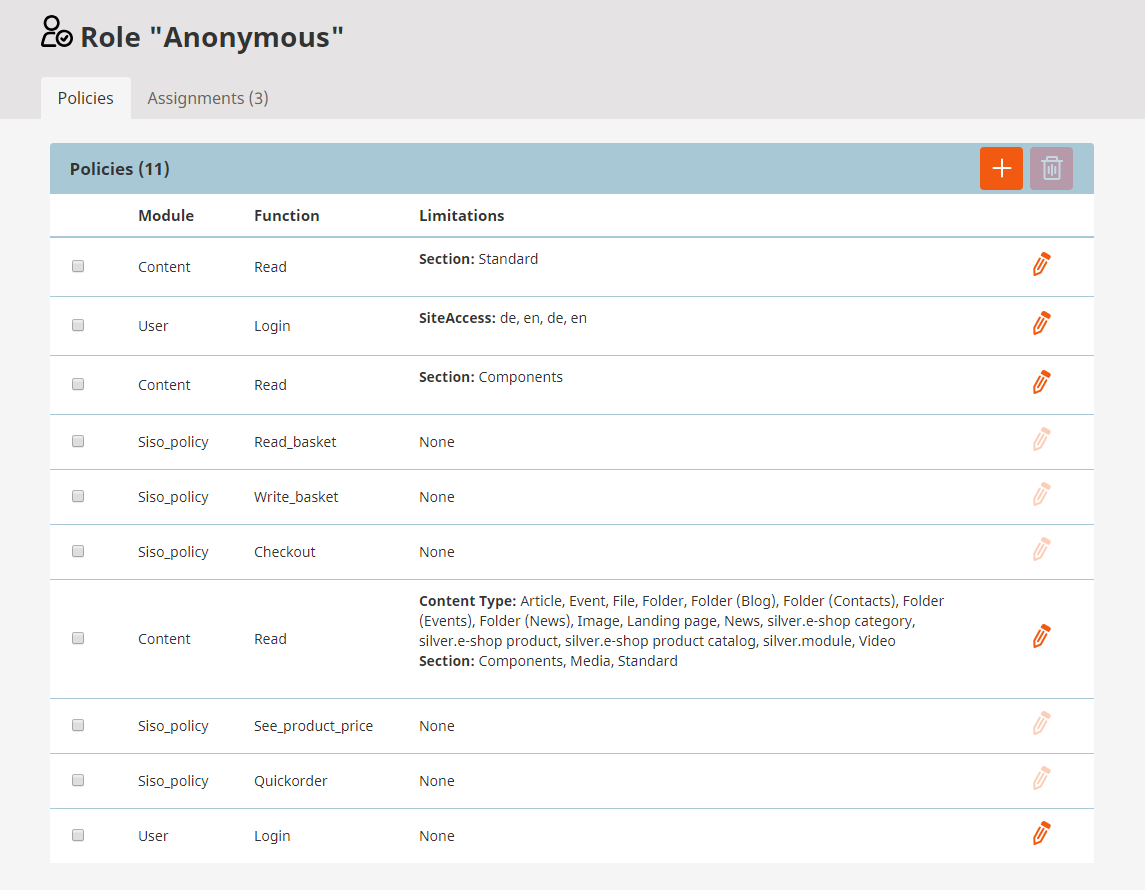 Role "Anonymous"
Policies Assignments (3)
Policies (11)
Module Function Limitations
Content Read Section: Standard
User Login SiteAccess: de, en, de, en
Content Read Section: Components
Siso_policy Read_basket None
Siso_policy Write_basket None
Siso_policy Checkout None
Content Read Content Type: Article, Event, File, Folder, Folder (Blog), Folder (Contacts), Folder
(Events), Folder (News), Image, Landing page, News, silver.e-shop category,
silver.e-shop product, silver.e-shop product catalog, silver.module, Video
Section: Components, Media, Standard
Siso_policy See_product_price None
Siso_policy Quickorder None
User Login None